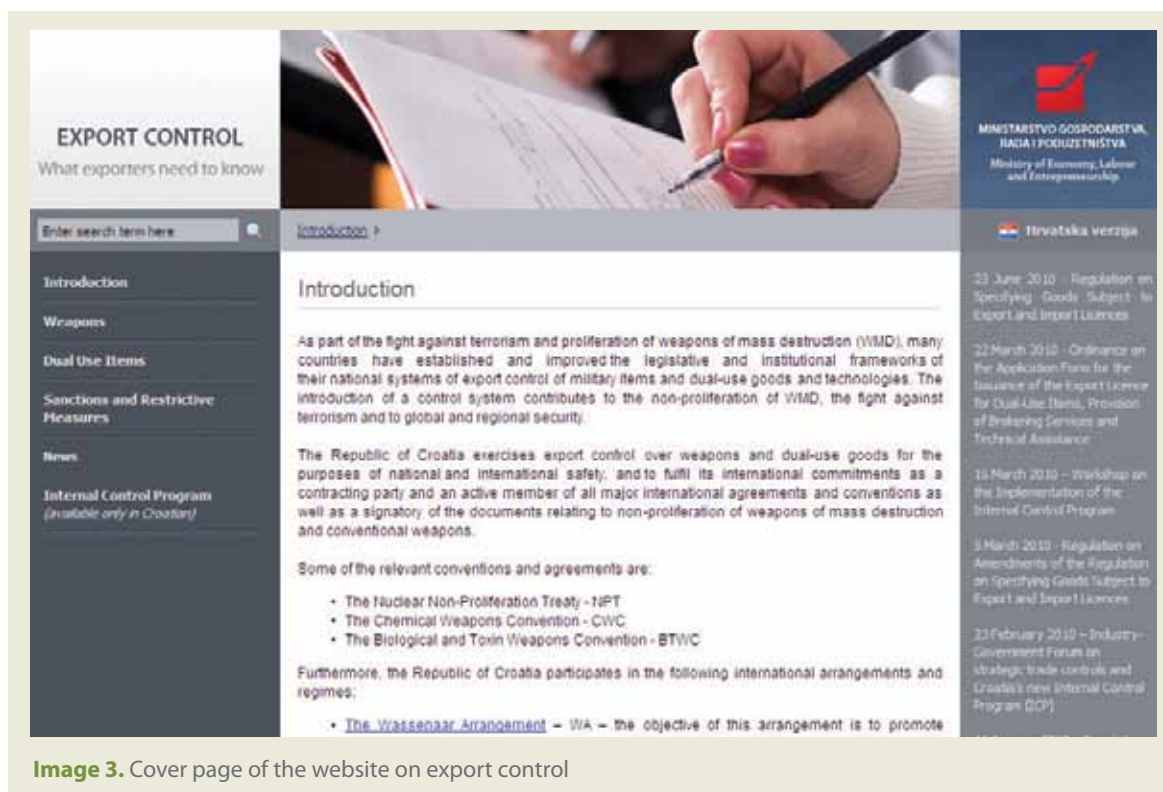 EXPORT CONTROL
What exporters need to know
MINISTARSTVO GOSPODARSTVA,
RADA I PODUZETNIŠTVA
Ministry of Economy, Labour
and Entrepreneurship
Enter search term here
Introduction
Hrvatska verzija
Introduction
Weapons
Dual Use Items
Sanctions and Restrictive
Measures
News
Internal Control Program
(available only in Croatian)
Introduction
As part of the fight against terrorism and proliferation of weapons of mass destruction (WMD), many
countries have established and improved the legislative and institutional frameworks of
their national systems of export control of military items and dual-use goods and technologies. The
introduction of a control system contributes to the non-proliferation of WMD, the fight against
terrorism and to global and regional security.
The Republic of Croatia exercises export control over weapons and dual-use goods for the
purposes of national and international safety, and to fulfil its international commitments as a
contracting party and an active member of all major international agreements and conventions as
well as a signatory of the documents relating to non-proliferation of weapons of mass destruction
and conventional weapons.
Some of the relevant conventions and agreements are:
• The Nuclear Non-Proliferation Treaty - NPT
• The Chemical Weapons Convention - CWC
• The Biological and Toxin Weapons Convention - BTWC
Furthermore, the Republic of Croatia participates in the following international arrangements and
regimes:
• The Wassenaar Arrangement – WA – the objective of this arrangement is to promote
23 June 2010 - Regulation on
Specifying Goods Subject to
Export and Import Licences
22 March 2010 - Ordinance on
the Application Form for the
Issuance of the Export Licence
for Dual-Use Items, Provision
of Brokering Services and
Technical Assistance
16 March 2010 – Workshop on
the Implementation of the
Internal Control Program
5 March 2010 - Regulation on
Amendments of the Regulation
on Specifying Goods Subject to
Export and Import Licences
23 February 2010 – Industry-
Government Forum on
strategic trade controls and
Croatia's new Internal Control
Program (ICP)
Image 3. Cover page of the website on export control